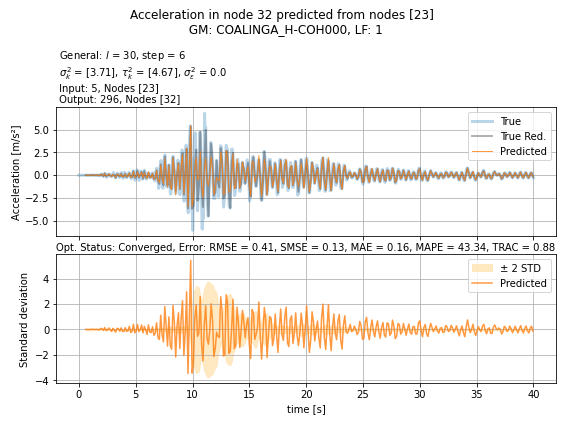 Acceleration in node 32 predicted from nodes [23]
GM: COALINGA_H-COH000, LF: 1
General: l = 30, step = 6
σ²ₖ = [3.71], τ²ₖ = [4.67], σ²ε = 0.0
Input: 5, Nodes [23]
Output: 296, Nodes [32]
Acceleration [m/s²]
5.0
2.5
0.0
−2.5
−5.0
True
True Red.
Predicted
Opt. Status: Converged, Error: RMSE = 0.41, SMSE = 0.13, MAE = 0.16, MAPE = 43.34, TRAC = 0.88
Standard deviation
4
2
0
−2
−4
± 2 STD
Predicted
0 5 10 15 20 25 30 35 40
time [s]